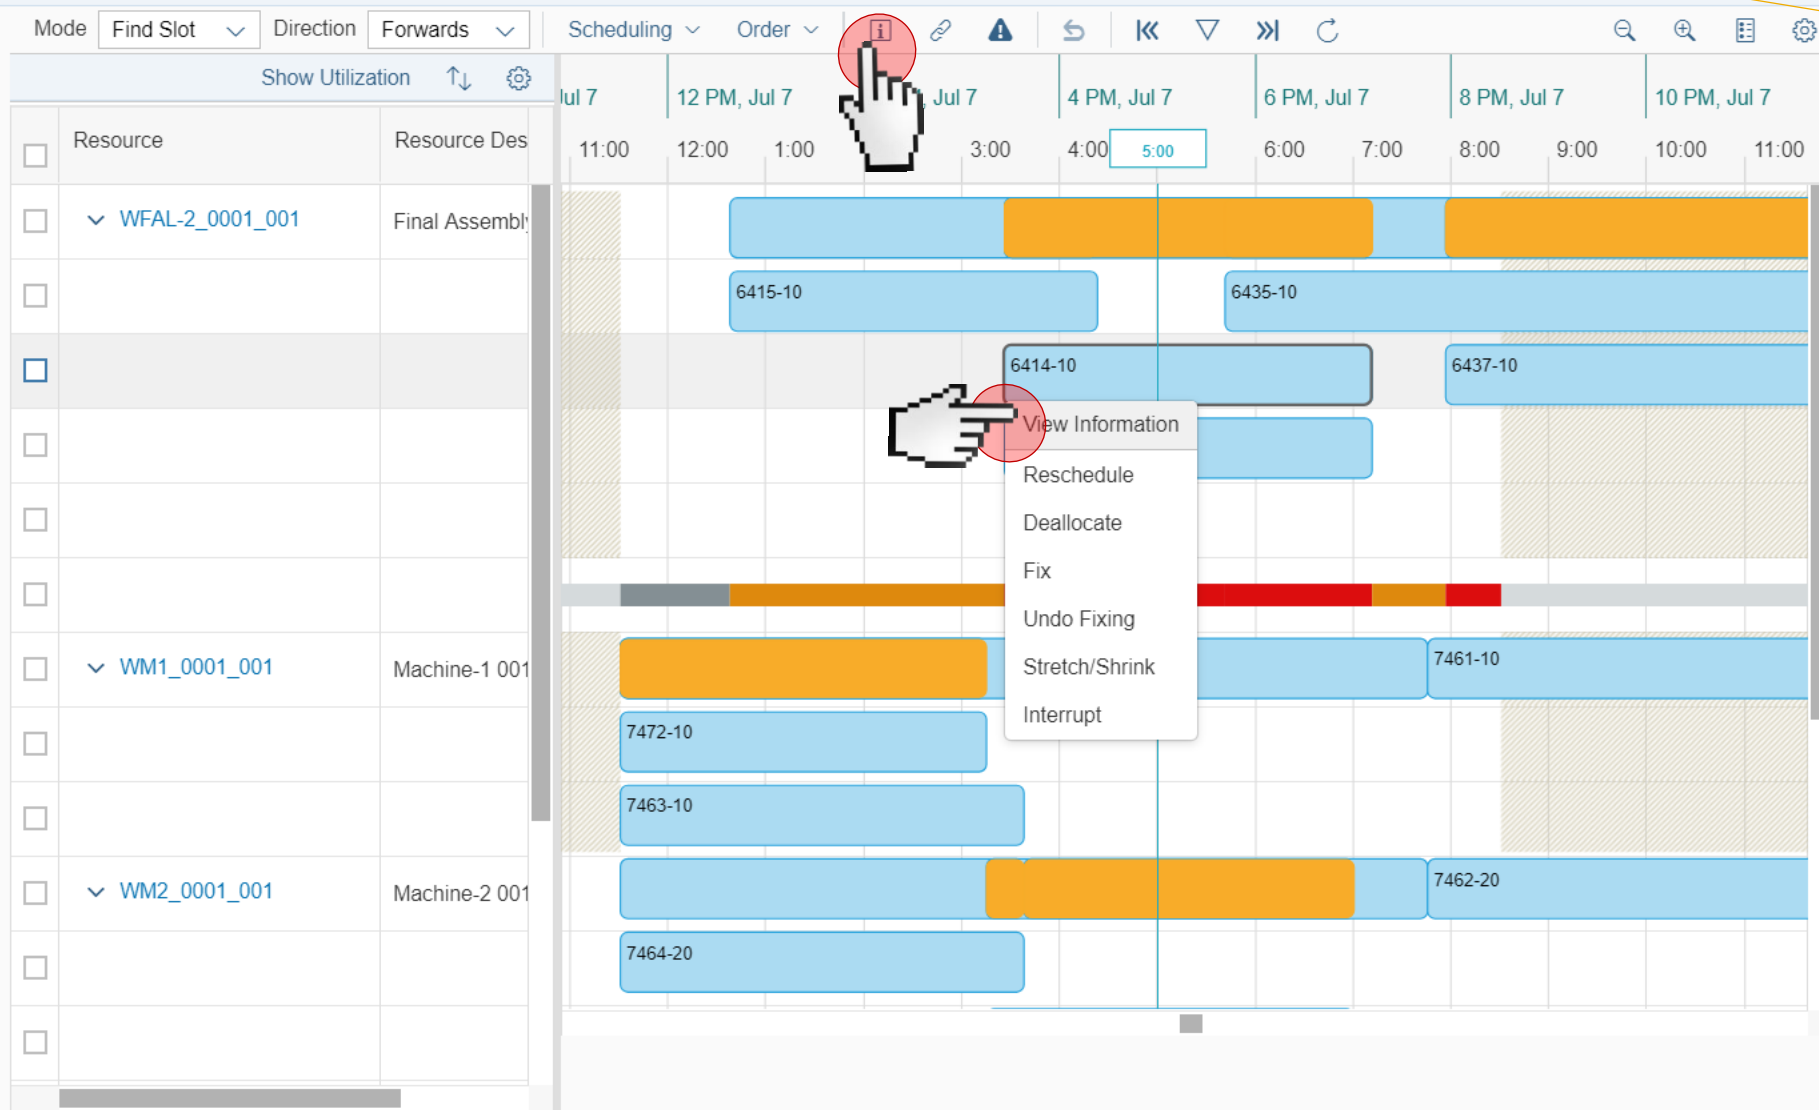 Mode Find Slot Direction Forwards Scheduling Order
Show Utilization
Jul 7 12 PM, Jul 7 , Jul 7 4 PM, Jul 7 6 PM, Jul 7 8 PM, Jul 7 10 PM, Jul 7
Resource Resource Des
11:00 12:00 1:00 3:00 4:00 5:00 6:00 7:00 8:00 9:00 10:00 11:00
WFAL-2_0001_001 Final Assembly
6415-10 6435-10
6414-10 6437-10
View Information
Reschedule
Deallocate
Fix
Undo Fixing
Stretch/Shrink
Interrupt
WM1_0001_001 Machine-1 001
7461-10
7472-10
7463-10
WM2_0001_001 Machine-2 001
7462-20
7464-20